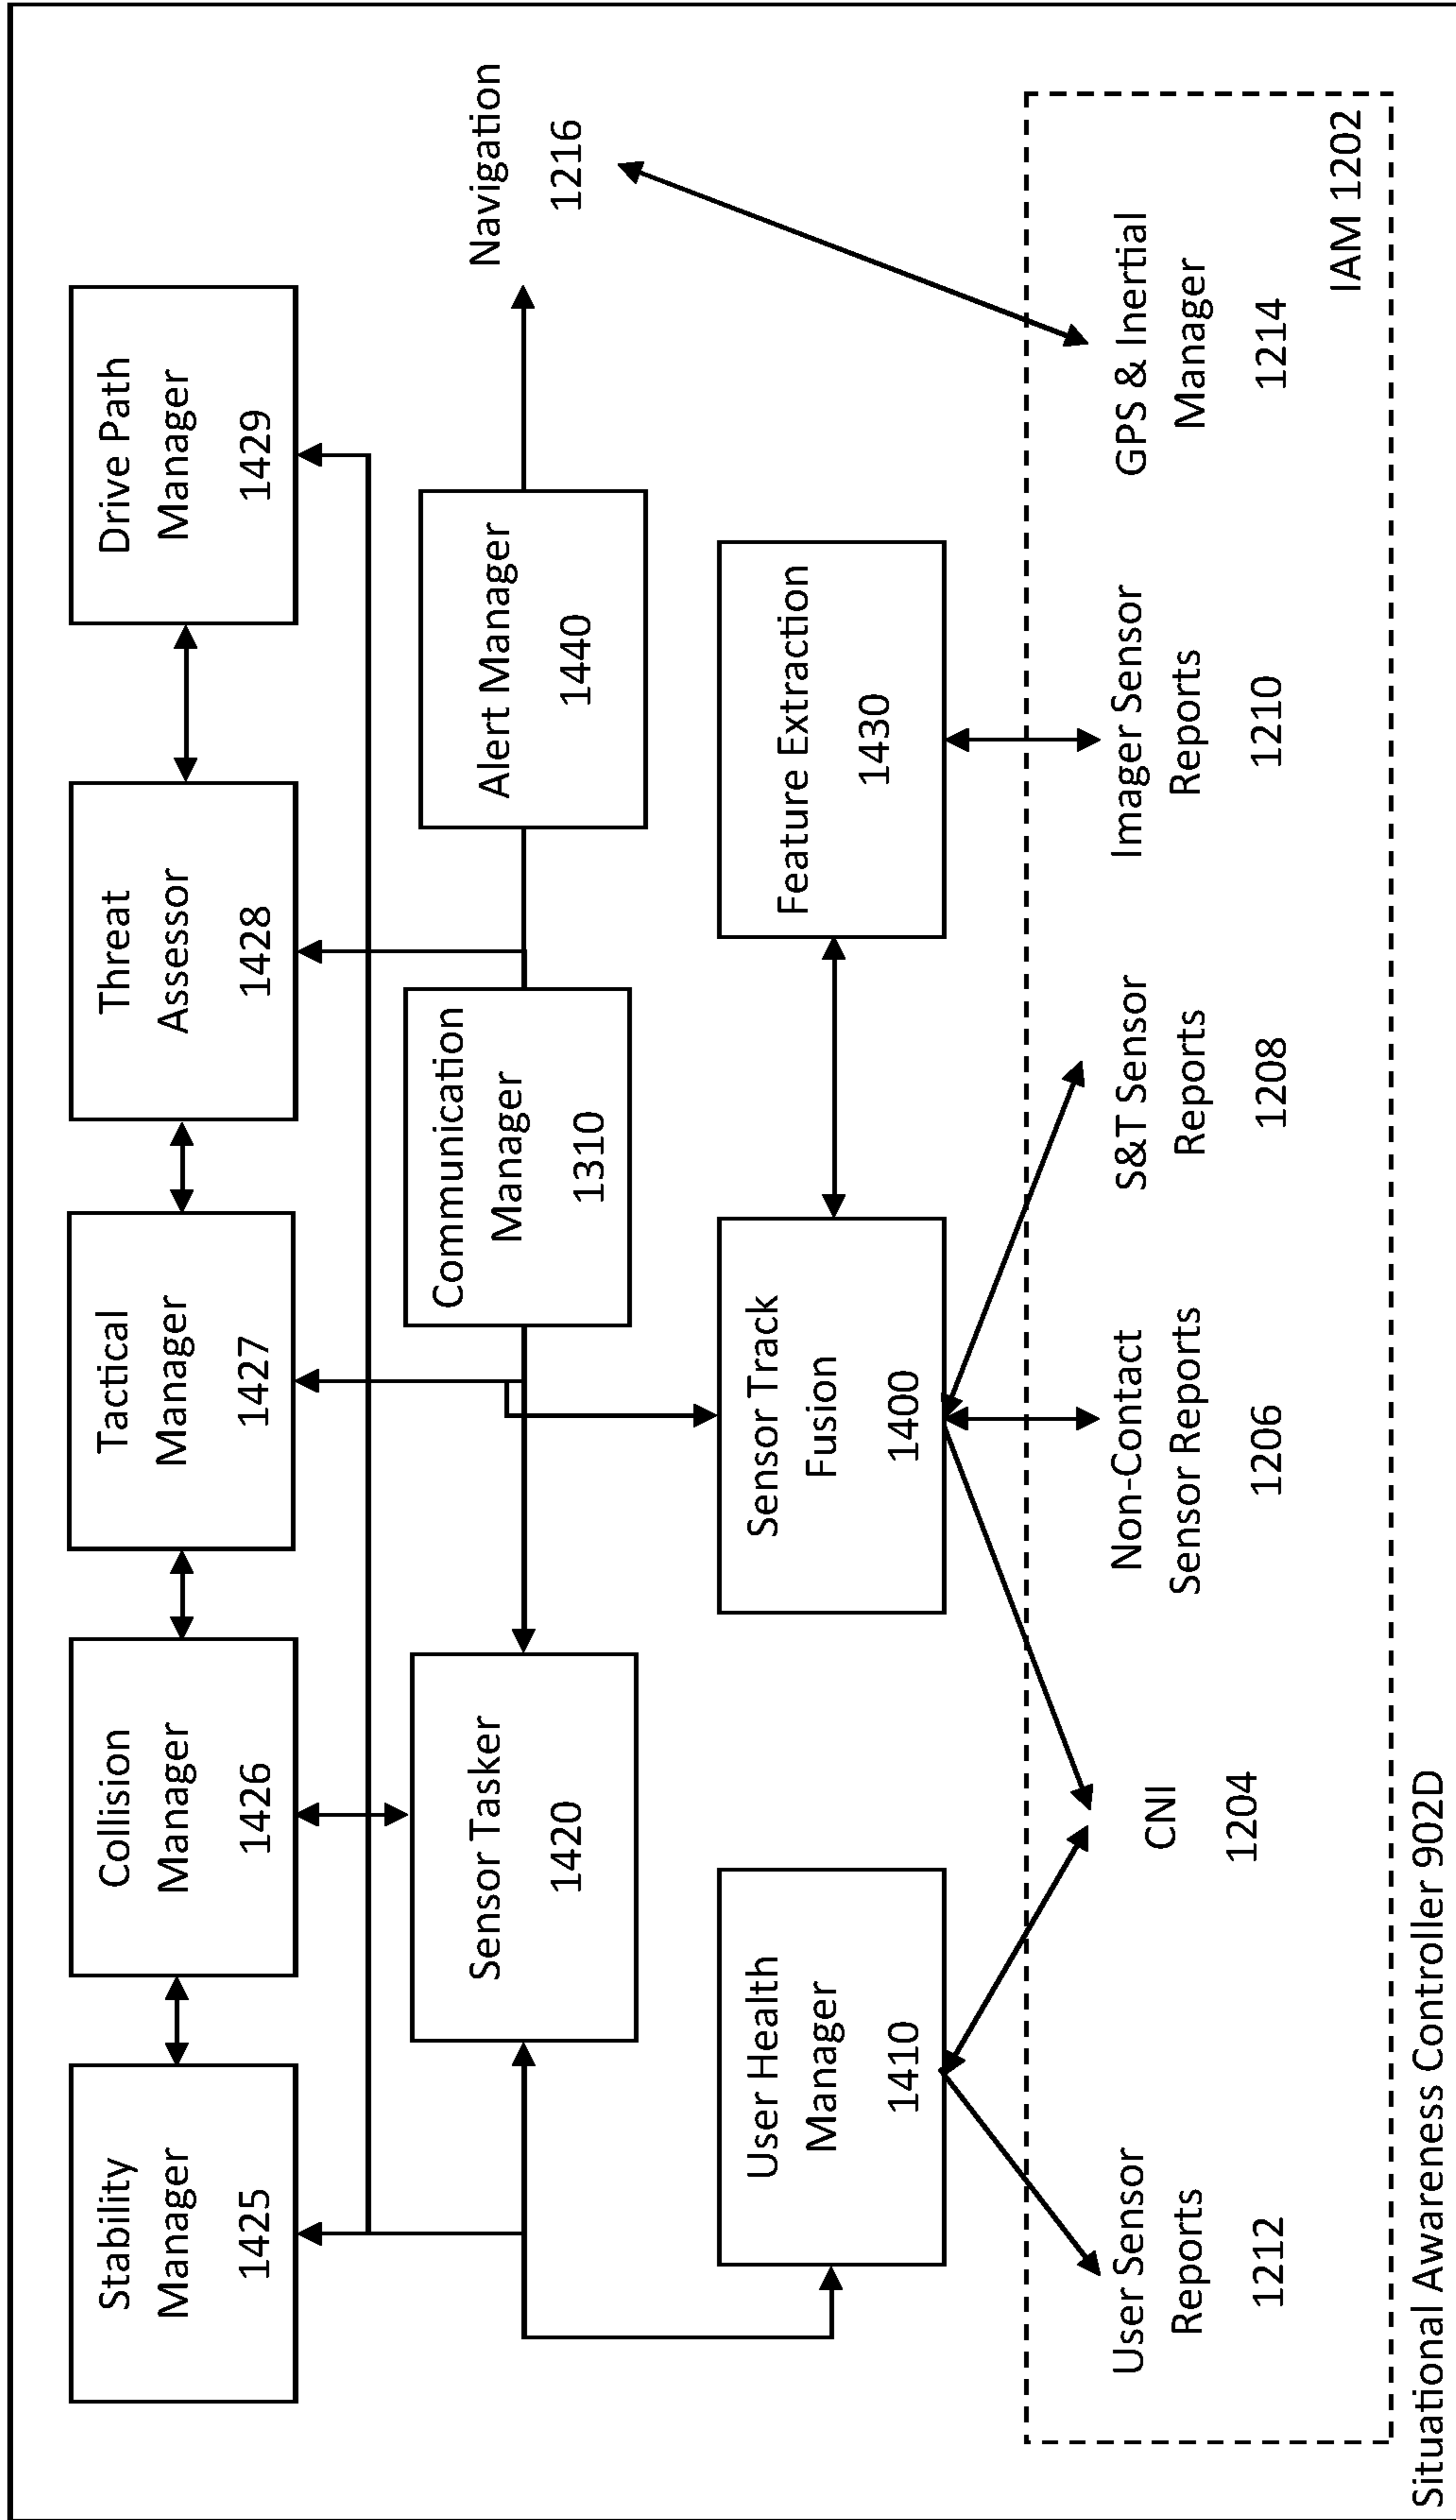 Stability
Manager
1425
Collision
Manager
1426
Tactical
Manager
1427
Threat
Assessor
1428
Drive Path
Manager
1429
Sensor Tasker
1420
Communication
Manager
1310
Alert Manager
1440
Navigation
1216
User Health
Manager
1410
Sensor Track
Fusion
1400
Feature Extraction
1430
User Sensor
Reports
1212
CNI
1204
Non-Contact
Sensor Reports
1206
S&T Sensor
Reports
1208
Imager Sensor
Reports
1210
GPS & Inertial
Manager
1214
IAM 1202
Situational Awareness Controller 902D